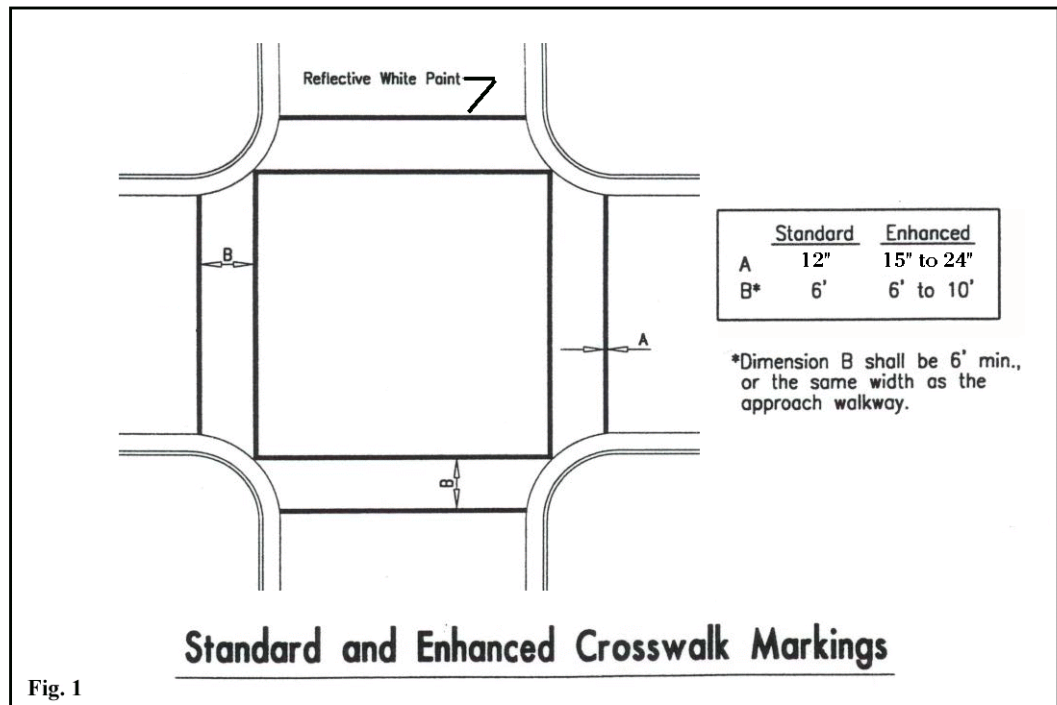 Reflective White Paint
B
Standard Enhanced
A 12" 15" to 24"
B* 6' 6' to 10'
A
*Dimension B shall be 6' min.,
or the same width as the
approach walkway.
B
Standard and Enhanced Crosswalk Markings
Fig. 1